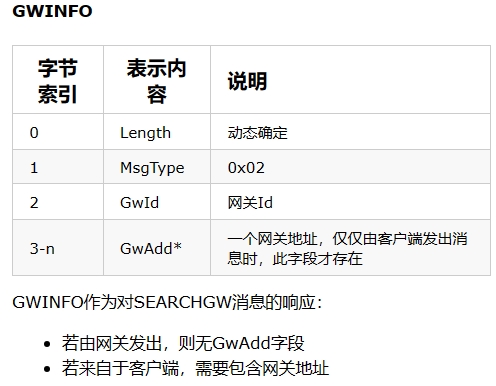 GWINFO
字节
索引
表示内
容
说明
0 Length 动态确定
1 MsgType 0x02
2 GwId 网关Id
3-n GwAdd* 一个网关地址，仅仅由客户端发出消
息时，此字段才存在
GWINFO作为对SEARCHGW消息的响应：
• 若由网关发出，则无GwAdd字段
• 若来自于客户端，需要包含网关地址